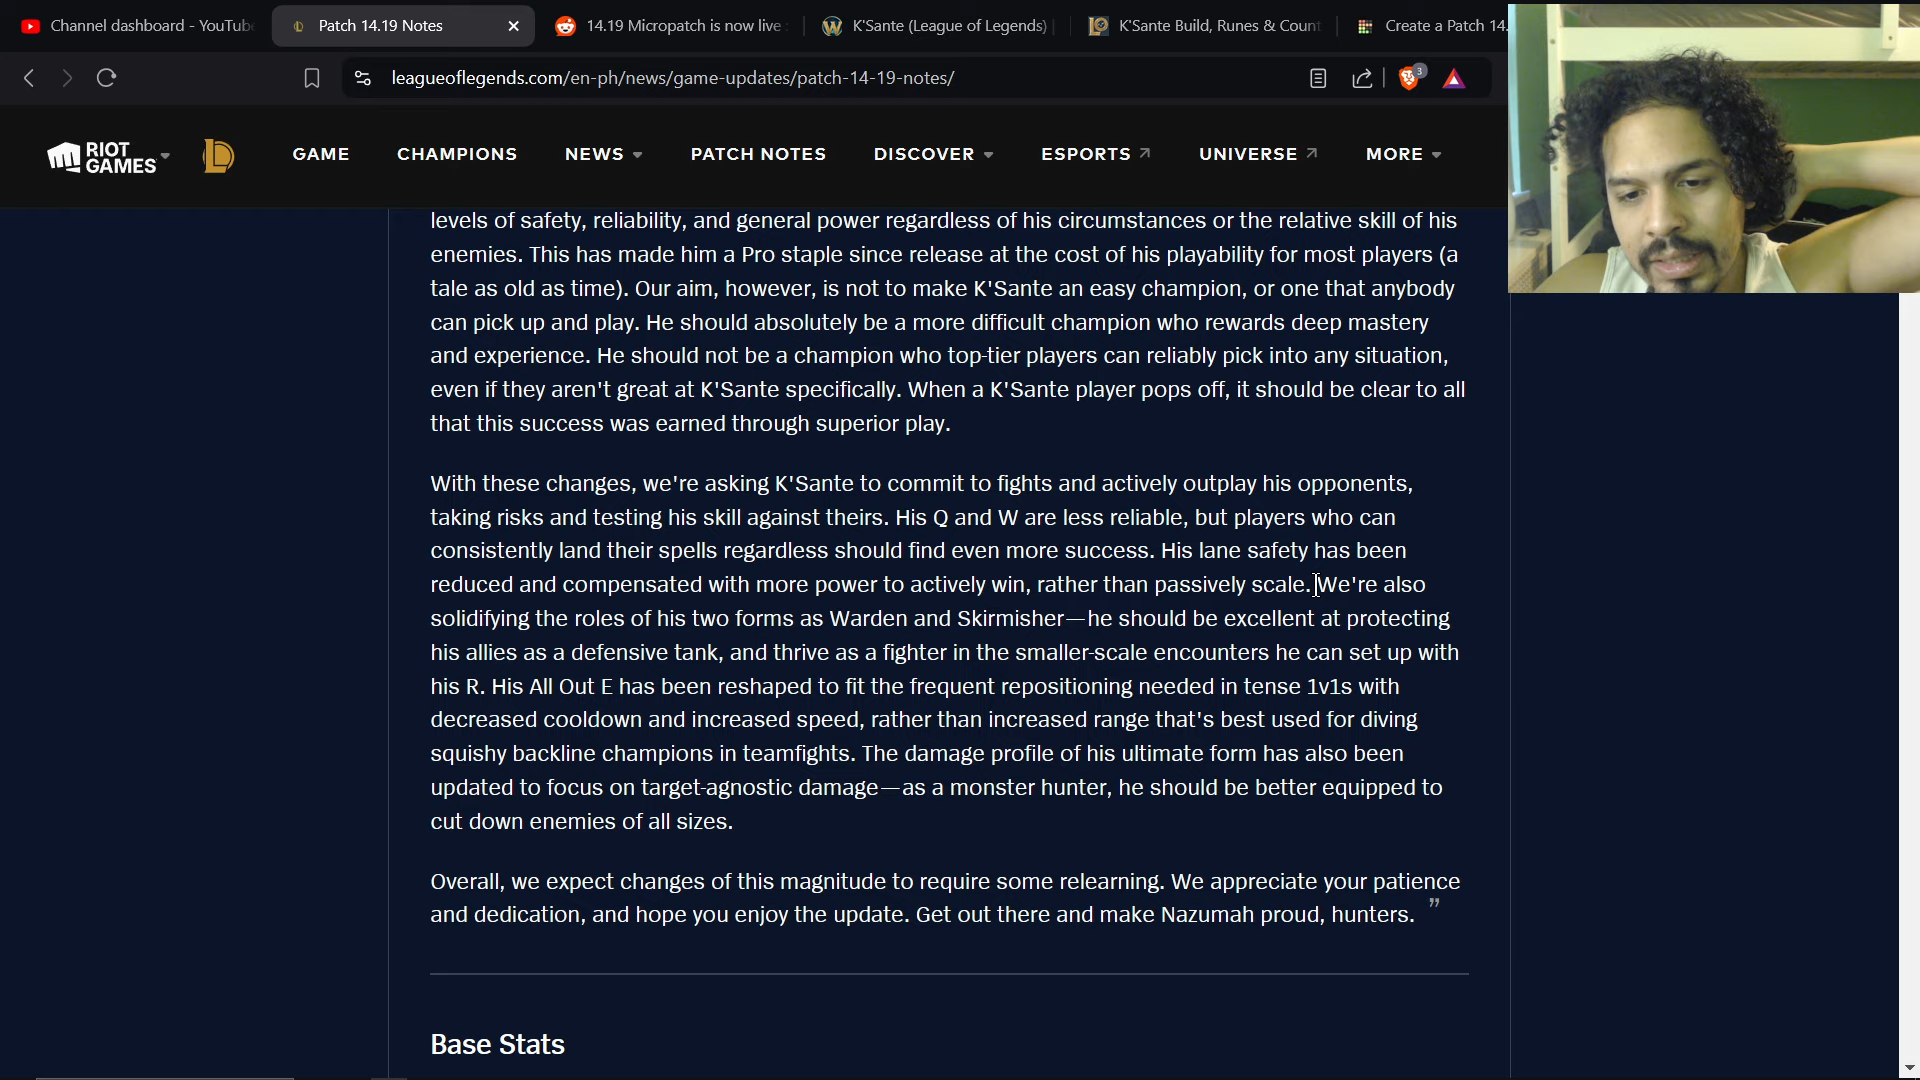 Channel dashboard - YouTube
Patch 14.19 Notes
14.19 Micropatch is now live
K'Sante (League of Legends)
K'Sante Build, Runes & Count
Create a Patch 14.
leagueoflegends.com/en-ph/news/game-updates/patch-14-19-notes/
3
RIOT GAMES
GAME
CHAMPIONS
NEWS
PATCH NOTES
DISCOVER
ESPORTS
UNIVERSE
MORE
levels of safety, reliability, and general power regardless of his circumstances or the relative skill of his
enemies. This has made him a Pro staple since release at the cost of his playability for most players (a
tale as old as time). Our aim, however, is not to make K'Sante an easy champion, or one that anybody
can pick up and play. He should absolutely be a more difficult champion who rewards deep mastery
and experience. He should not be a champion who top-tier players can reliably pick into any situation,
even if they aren't great at K'Sante specifically. When a K'Sante player pops off, it should be clear to all
that this success was earned through superior play.
With these changes, we're asking K'Sante to commit to fights and actively outplay his opponents,
taking risks and testing his skill against theirs. His Q and W are less reliable, but players who can
consistently land their spells regardless should find even more success. His lane safety has been
reduced and compensated with more power to actively win, rather than passively scale. We're also
solidifying the roles of his two forms as Warden and Skirmisher—he should be excellent at protecting
his allies as a defensive tank, and thrive as a fighter in the smaller-scale encounters he can set up with
his R. His All Out E has been reshaped to fit the frequent repositioning needed in tense 1v1s with
decreased cooldown and increased speed, rather than increased range that's best used for diving
squishy backline champions in teamfights. The damage profile of his ultimate form has also been
updated to focus on target-agnostic damage—as a monster hunter, he should be better equipped to
cut down enemies of all sizes.
Overall, we expect changes of this magnitude to require some relearning. We appreciate your patience
and dedication, and hope you enjoy the update. Get out there and make Nazumah proud, hunters. ”
Base Stats